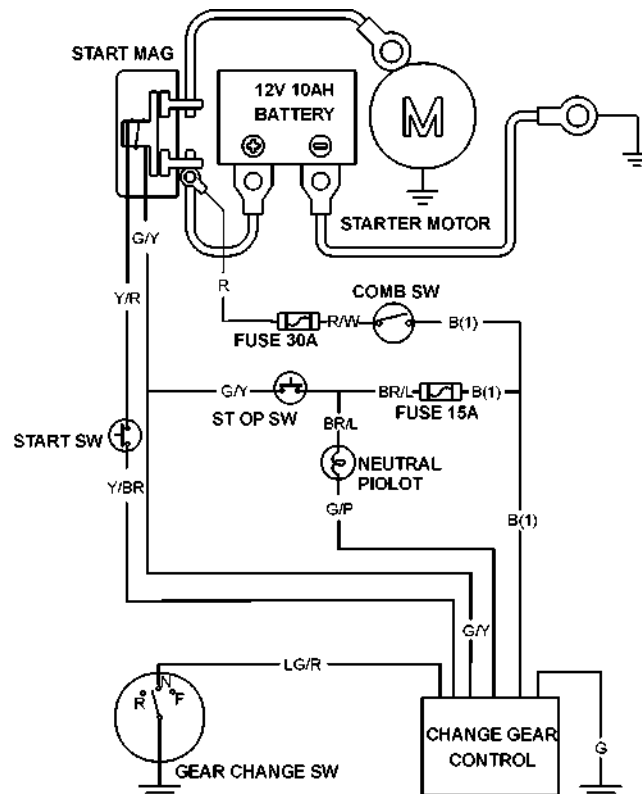 START MAG
12V 10AH
BATTERY
M
STARTER MOTOR
G/Y
R
Y/R
COMB SW
R/W
B(1)
FUSE 30A
G/Y
BR/L
B(1)
ST OP SW
FUSE 15A
BR/L
START SW
NEUTRAL
PIOLOT
Y/BR
G/P
B(1)
G/Y
LG/R
N
R
F
G
CHANGE GEAR
CONTROL
GEAR CHANGE SW